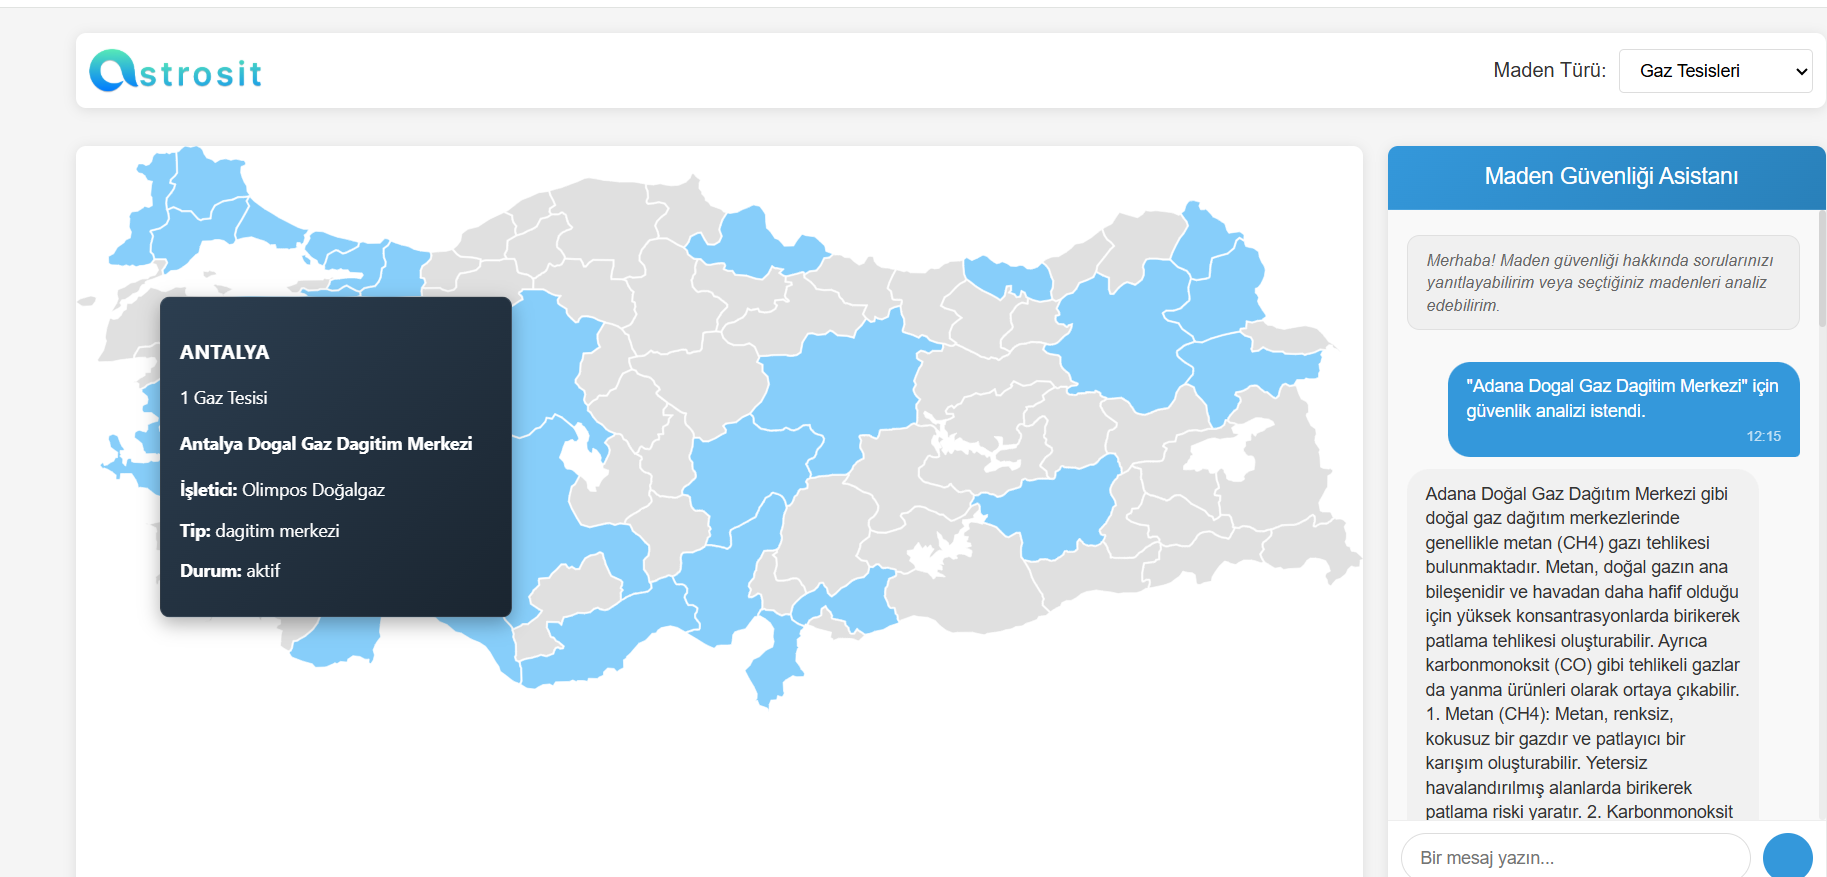 astrosit
Maden Türü:
Gaz Tesisleri
ANTALYA
1 Gaz Tesisi
Antalya Dogal Gaz Dagitim Merkezi
İşletici: Olimpos Doğalgaz
Tip: dagitim merkezi
Durum: aktif
Maden Güvenliği Asistanı
Merhaba! Maden güvenliği hakkında sorularınızı
yanıtlayabilirim veya seçtiğiniz madenleri analiz
edebilirim.
"Adana Dogal Gaz Dagitim Merkezi" için
güvenlik analizi istendi.
12:15
Adana Doğal Gaz Dağıtım Merkezi gibi
doğal gaz dağıtım merkezlerinde
genellikle metan (CH4) gazı tehlikesi
bulunmaktadır. Metan, doğal gazın ana
bileşenidir ve havadan daha hafif olduğu
için yüksek konsantrasyonlarda birikerek
patlama tehlikesi oluşturabilir. Ayrıca
karbonmonoksit (CO) gibi tehlikeli gazlar
da yanma ürünleri olarak ortaya çıkabilir.
1. Metan (CH4): Metan, renksiz,
kokusuz bir gazdır ve patlayıcı bir
karışım oluşturabilir. Yetersiz
havalandırılmış alanlarda birikerek
patlama riski yaratır. 2. Karbonmonoksit
Bir mesaj yazın...